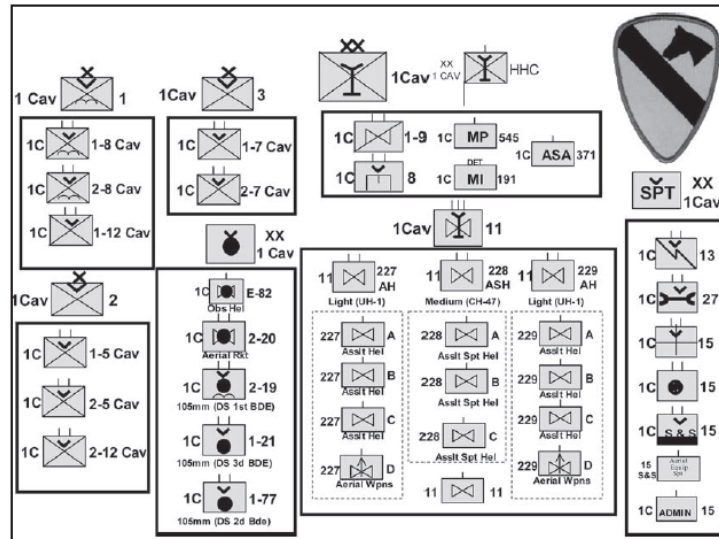 X
1 Cav 1
1C 1-8 Cav
1C 2-8 Cav
1C 1-12 Cav
X
1Cav 2
1C 1-5 Cav
1C 2-5 Cav
1C 2-12 Cav
X
1Cav 3
1C 1-7 Cav
1C 2-7 Cav
XX
1 Cav
1C E-82
Obs Hel
1C 2-20
Aerial Rkt
1C 2-19
105mm (DS 1st BDE)
1C 1-21
105mm (DS 3d BDE)
1C 1-77
105mm (DS 2d Bde)
XX
1Cav
XX
1 CAV
HHC
1C 1-9
1C 8
1C MP 545
DET
1C MI 191
1C ASA 371
1Cav 11
11 227
AH
Light (UH-1)
227 A
Asslt Hel
227 B
Asslt Hel
227 C
Asslt Hel
227 D
Aerial Wpns
11 228
ASH
Medium (CH-47)
228 A
Asslt Spt Hel
228 B
Asslt Spt Hel
228 C
Asslt Spt Hel
11 11
11 229
AH
Light (UH-1)
229 A
Asslt Hel
229 B
Asslt Hel
229 C
Asslt Hel
229 D
Aerial Wpns
SPT
XX
1Cav
1C 13
1C 27
1C 15
1C 15
1C S & S 15
15
S&S
Aerial
Equip
Spt
1C ADMIN 15